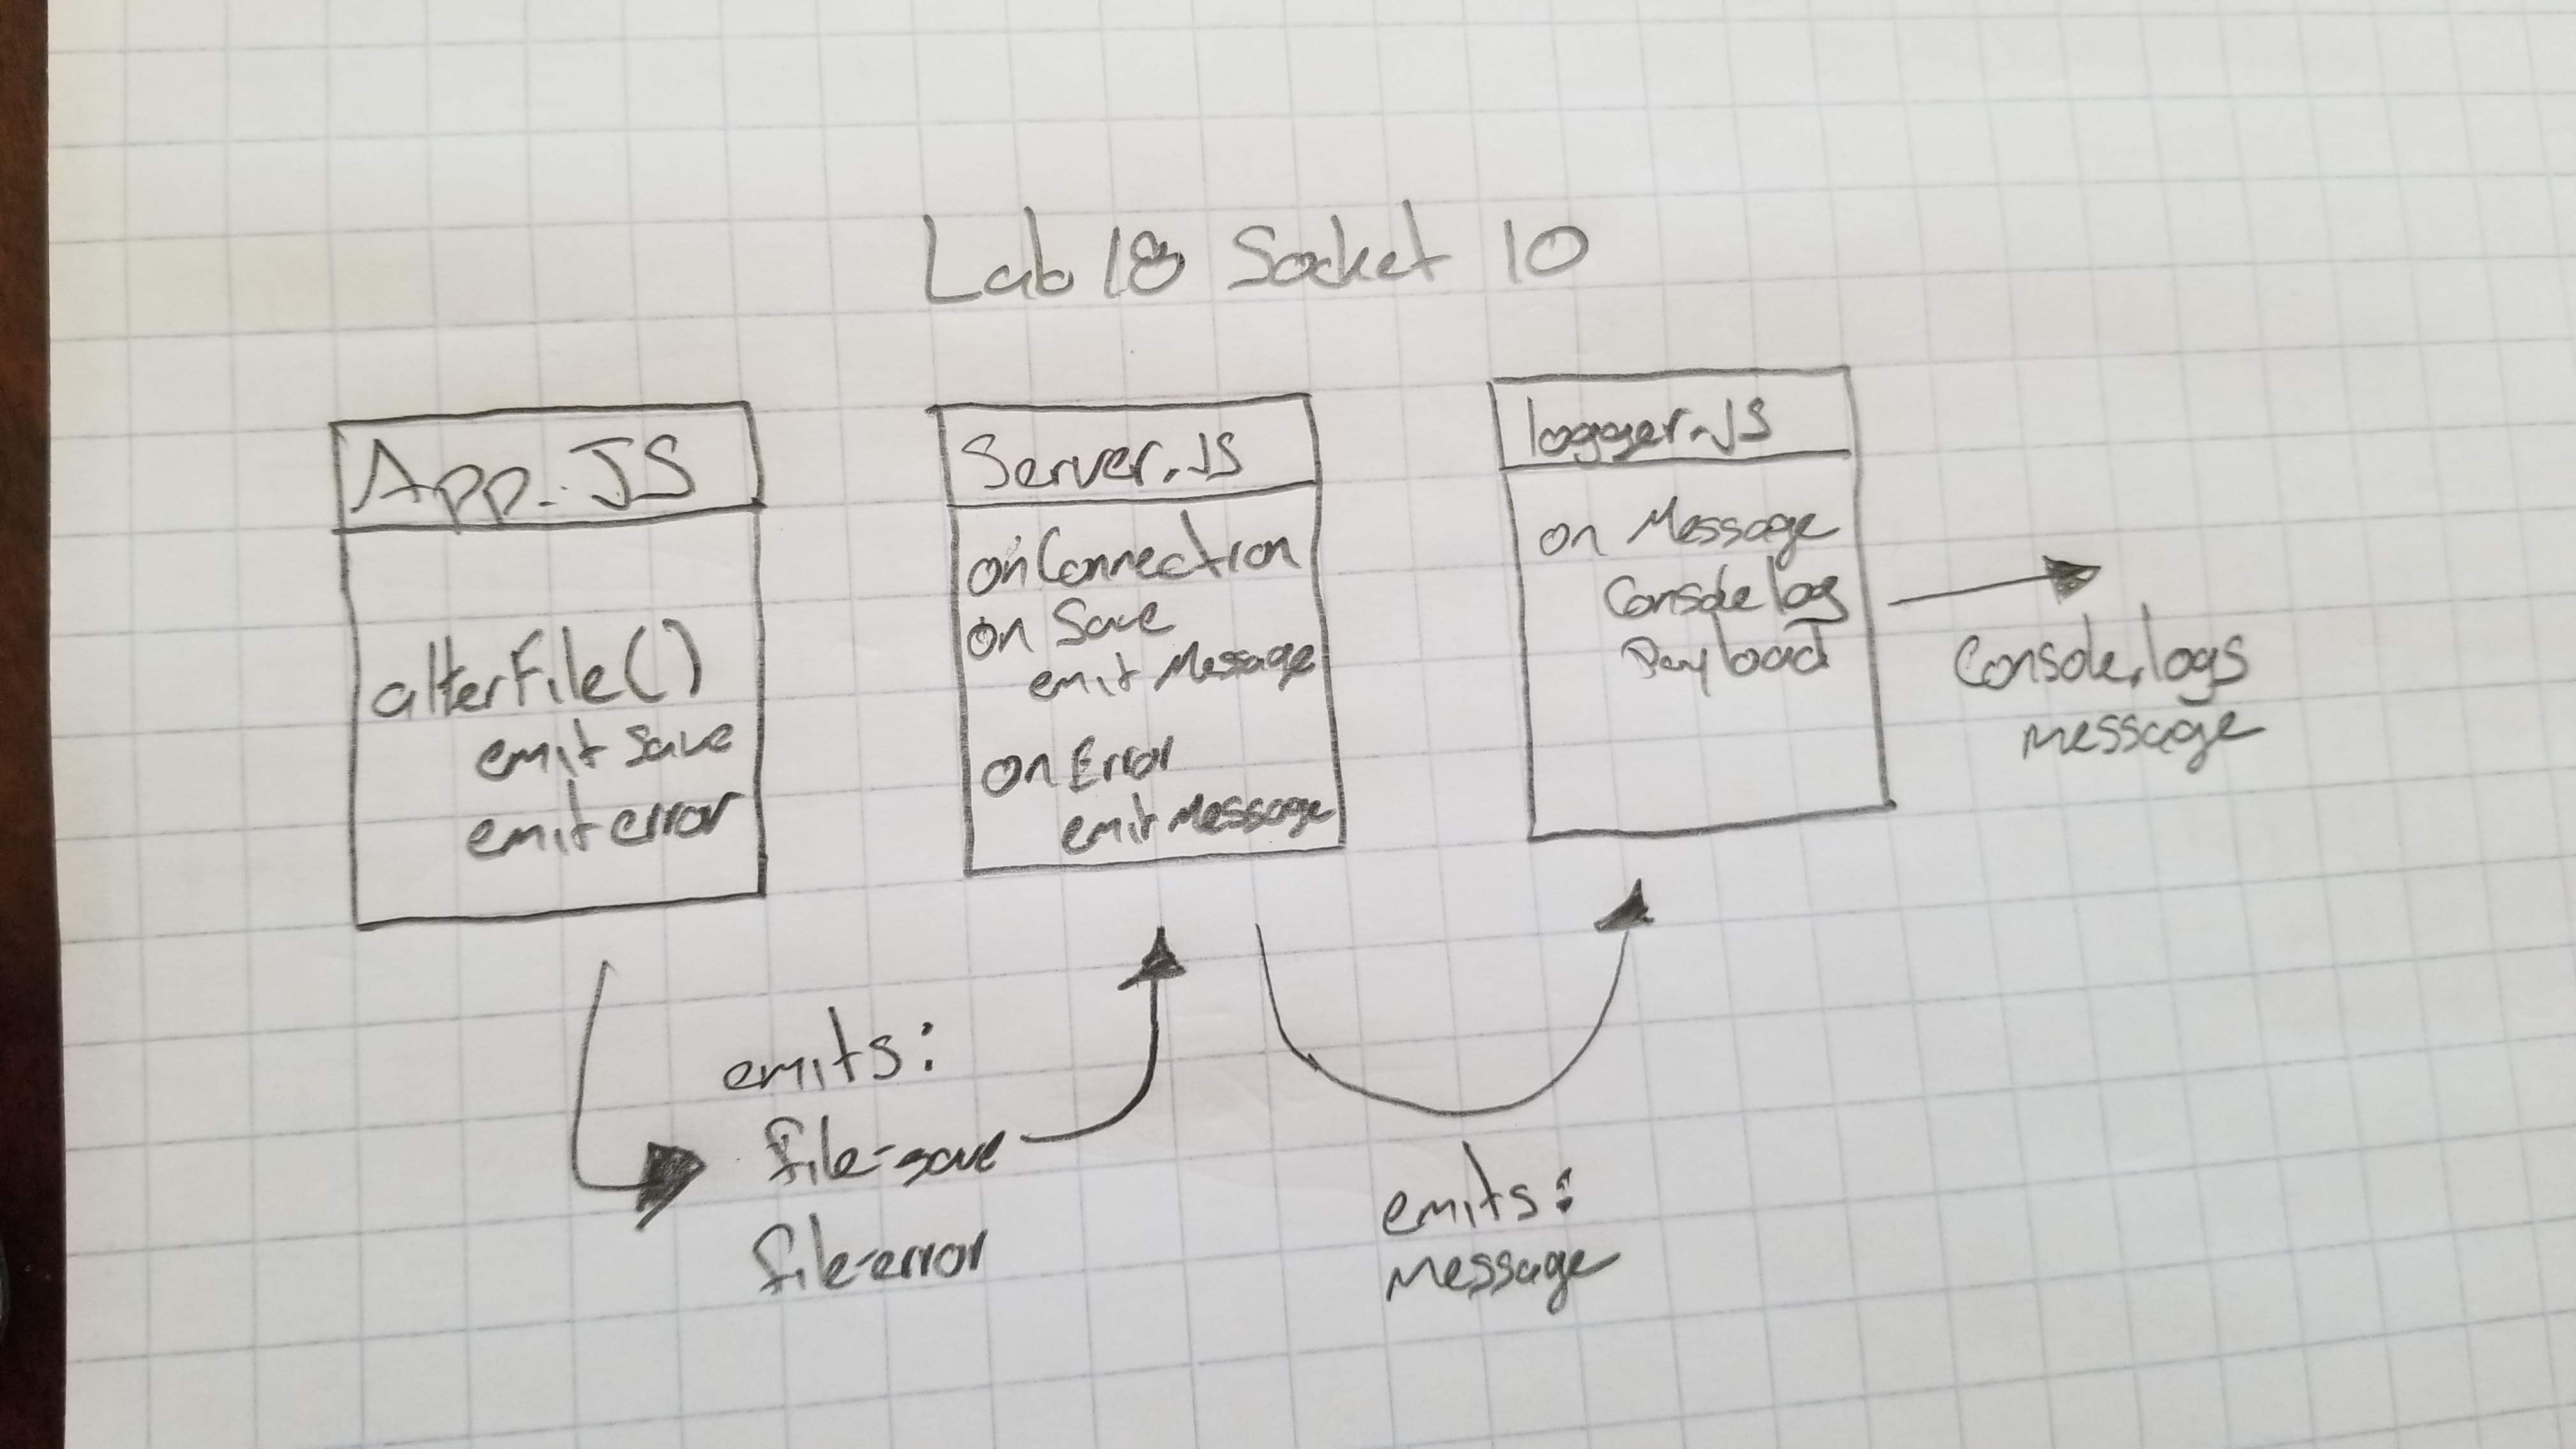 Lab 18 Socket IO
App.JS
alterFile()
emit save
emit error
Server.JS
onConnection
on Save
emit Message
on Error
emit Message
logger.JS
on Message
Console log
Payload
Console.logs
message
emits:
file-save
file-error
emits:
Message